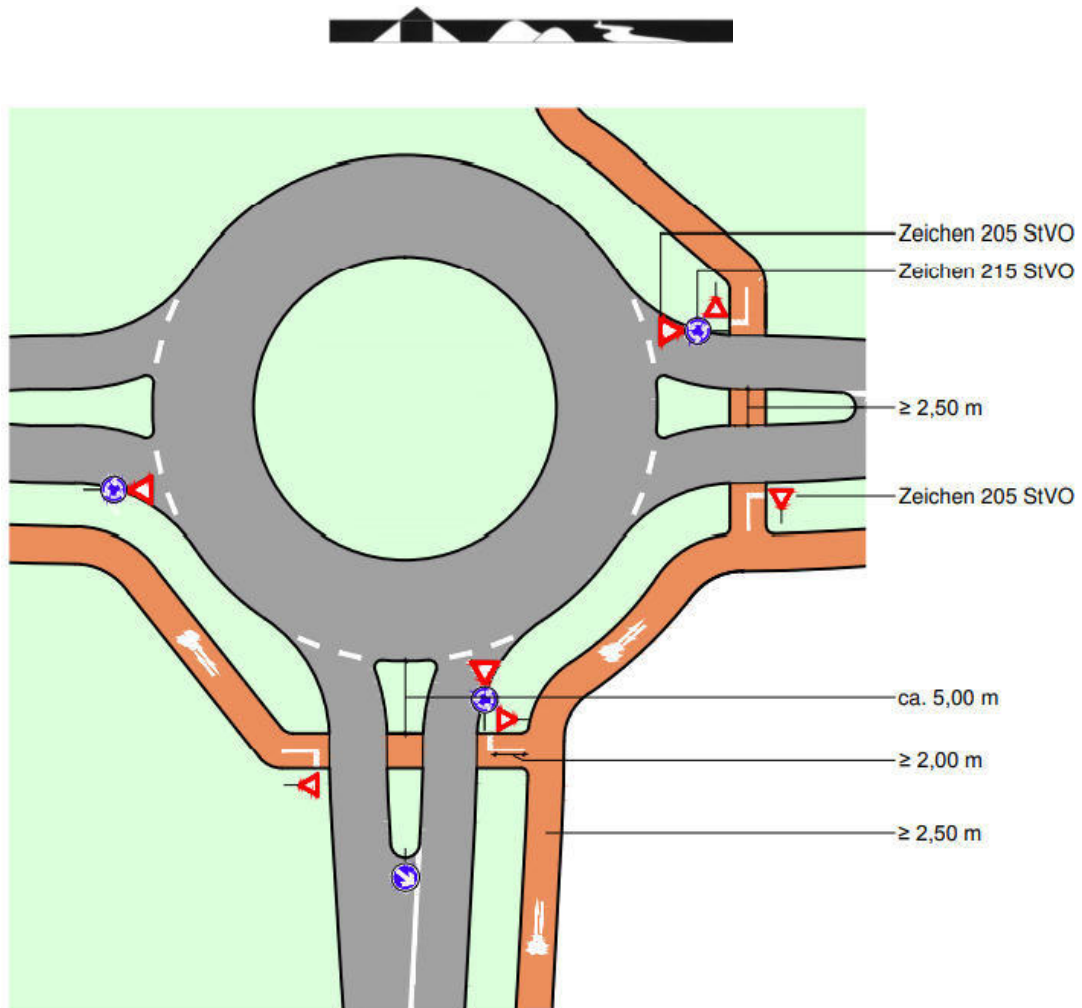 Zeichen 205 StVO
Zeichen 215 StVO
≥ 2,50 m
Zeichen 205 StVO
ca. 5,00 m
≥ 2,00 m
≥ 2,50 m